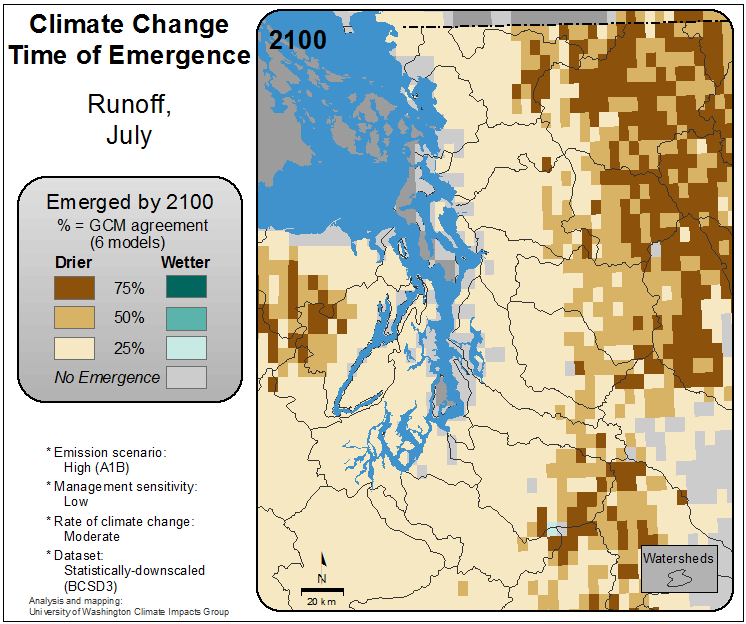 Climate Change
Time of Emergence
Runoff,
July
Emerged by 2100
% = GCM agreement
(6 models)
Drier Wetter
75%
50%
25%
No Emergence
* Emission scenario:
High (A1B)
* Management sensitivity:
Low
* Rate of climate change:
Moderate
* Dataset:
Statistically-downscaled
(BCSD3)
Analysis and mapping:
University of Washington Climate Impacts Group
2100
N
20 km
Watersheds